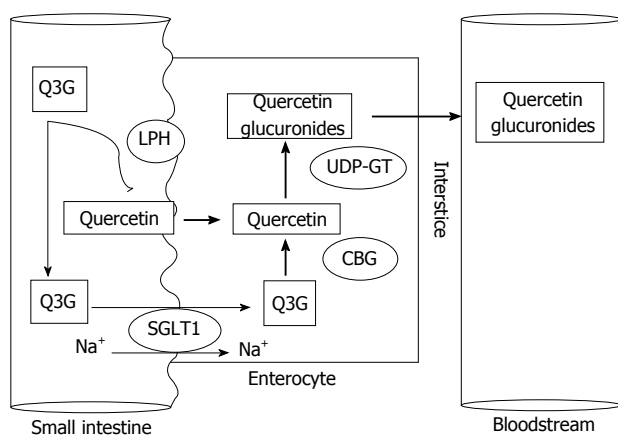 Q3G
LPH
Quercetin
Q3G
SGLT1
Na+
Na+
Small intestine
Quercetin
glucuronides
UDP-GT
Quercetin
CBG
Q3G
Enterocyte
Interstice
Quercetin
glucuronides
Bloodstream